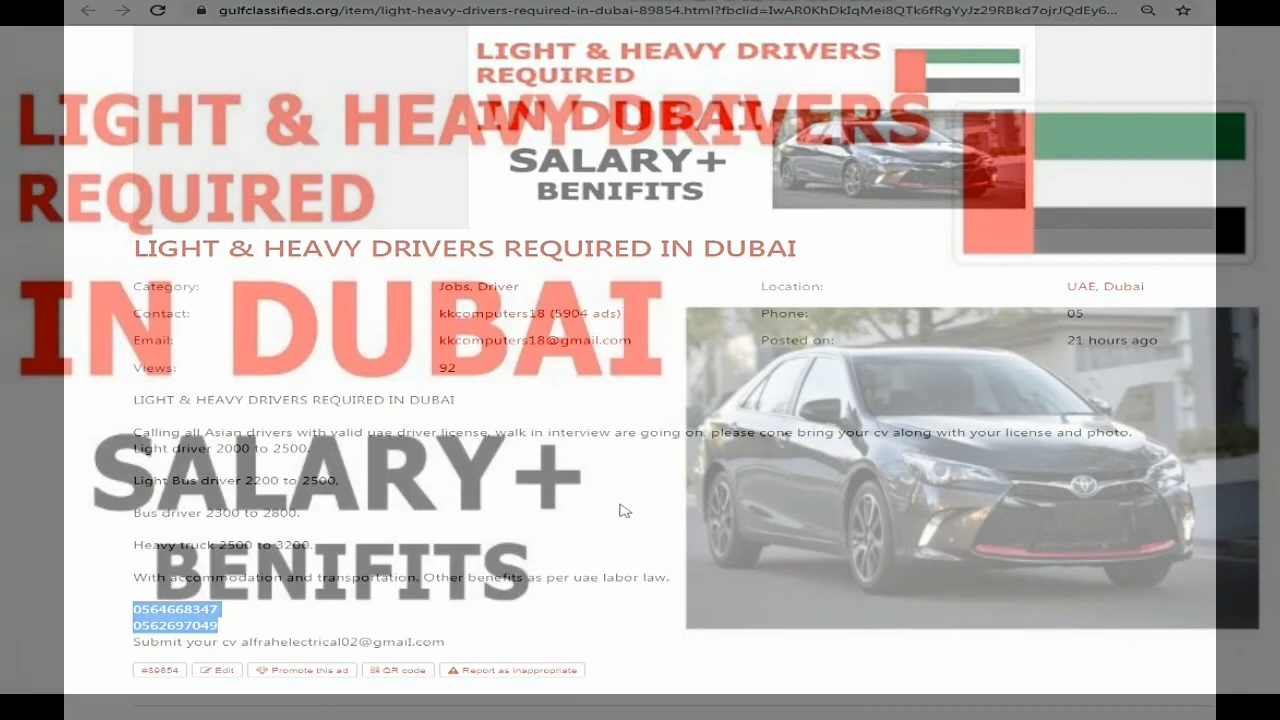 gulfclassifieds.org/item/light-heavy-drivers-required-in-dubai-89854.html?fbclid=IwAR0KhDkIqMei8QTk6fRgYyJz29RBkd7ojrJQdEy6...
LIGHT & HEAVY DRIVERS
REQUIRED
IN DUBAI
SALARY+
BENIFITS
LIGHT & HEAVY DRIVERS
REQUIRED
IN DUBAI
SALARY+
BENIFITS
LIGHT & HEAVY DRIVERS REQUIRED IN DUBAI
Category: Jobs, Driver Location: UAE, Dubai
Contact: kkcomputers18 (5904 ads) Phone: 05
Email: kkcomputers18@gmail.com Posted on: 21 hours ago
Views: 92
LIGHT & HEAVY DRIVERS REQUIRED IN DUBAI
Calling all Asian drivers with valid uae driver license, walk in interview are going on, please cone bring your cv along with your license and photo.
Light driver 2000 to 2500.
Light Bus driver 2200 to 2500,
Bus driver 2300 to 2800.
Heavy truck 2500 to 3200.
With accommodation and transportation. Other benefits as per uae labor law.
0564668347
0562697049
Submit your cv alfrahelectrical02@gmail.com
#89854 Edit Promote this ad QR code Report as inappropriate